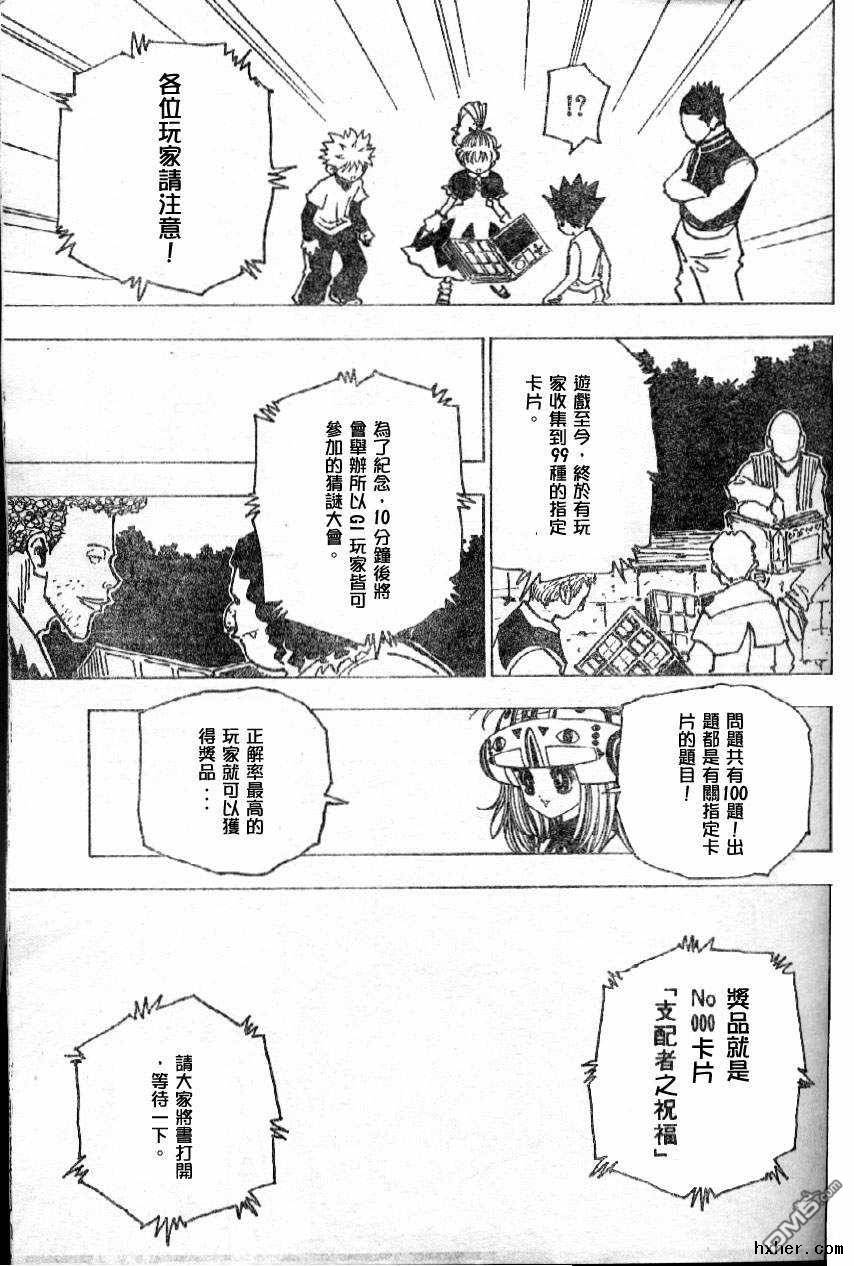 !?
各位玩家請注意！
遊戲至今，終於有玩
家收集到99種的指定
卡片。
為了紀念，10分鐘後將
會舉辦所以GI玩家皆可
參加的猜謎大會。
問題共有100題！出
題都是有關指定卡
片的題目！
正解率最高的
玩家就可以獲
得獎品…
獎品就是
No000卡片
「支配者之祝福」
請大家將書打開
，等待一下。
DM5.com
hxher.com